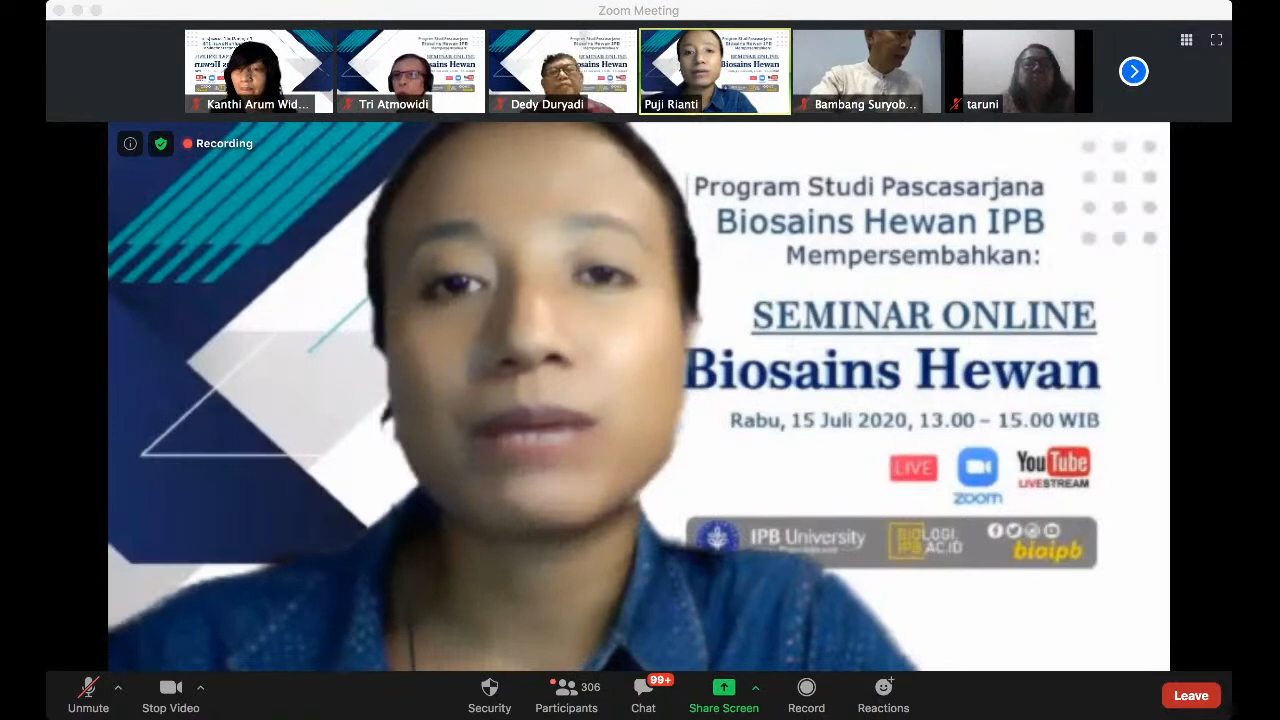 Zoom Meeting
Kanthi Arum Wid...
Tri Atmowidi
Dedy Duryadi
Puji Rianti
Bambang Suryob...
taruni
Recording
Program Studi Pascasarjana
Biosains Hewan IPB
Mempersembahkan:
SEMINAR ONLINE
Biosains Hewan
Rabu, 15 Juli 2020, 13.00 – 15.00 WIB
LIVE
zoom
YouTube
LIVESTREAM
IPB University
BIOLOGI.
IPB.AC.ID
bioipb
Unmute
Stop Video
Security
306
Participants
99+
Chat
Share Screen
Record
Reactions
Leave